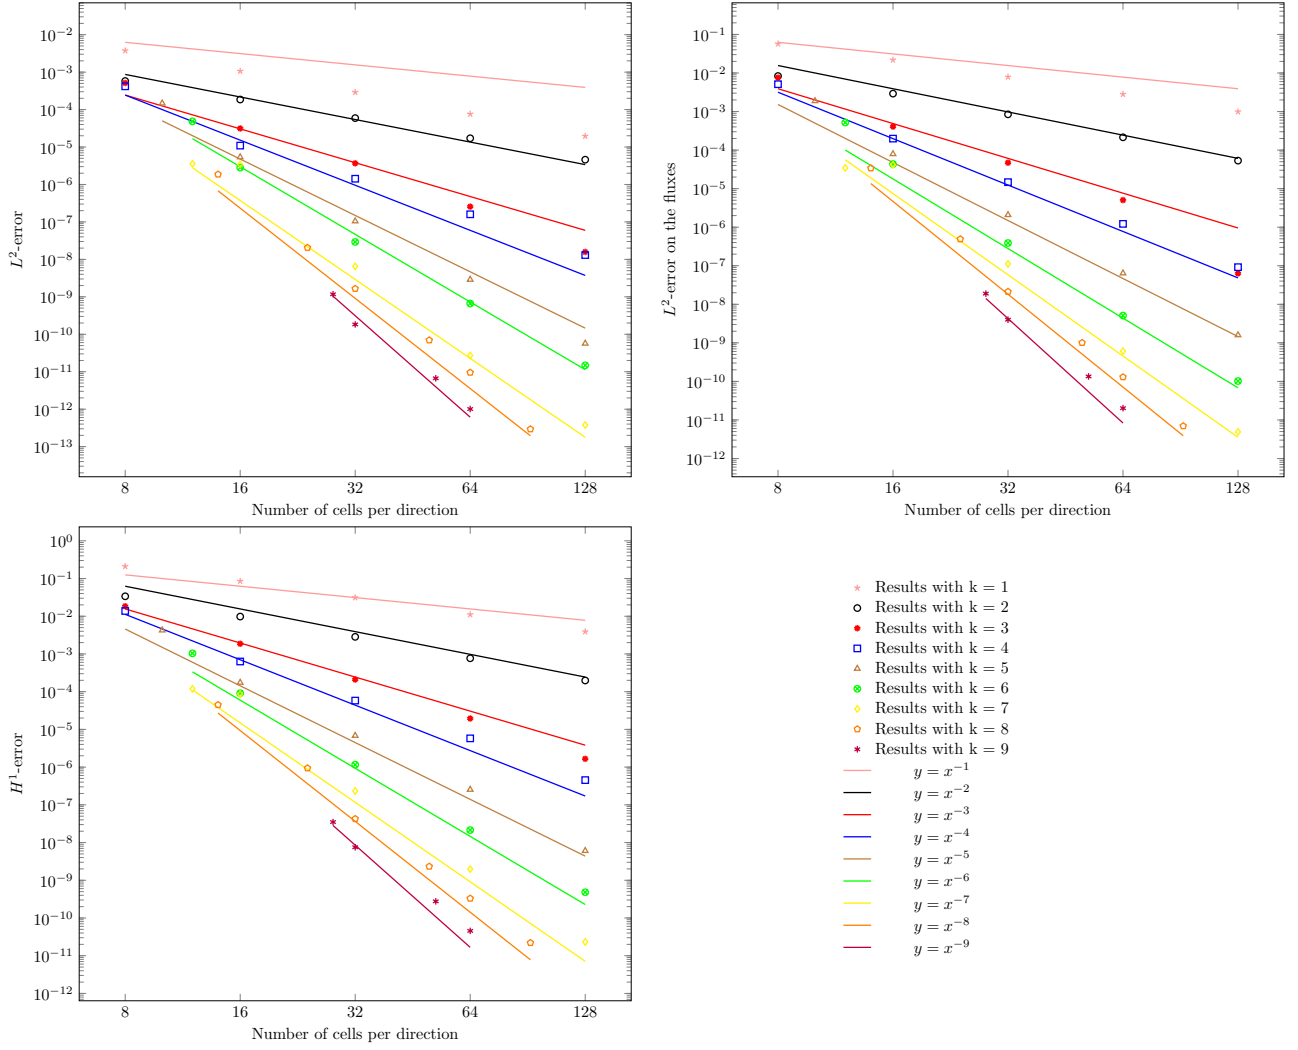 10⁻²
10⁻³
10⁻⁴
10⁻⁵
10⁻⁶
10⁻⁷
10⁻⁸
10⁻⁹
10⁻¹⁰
10⁻¹¹
10⁻¹²
10⁻¹³
L²-error
8 16 32 64 128
Number of cells per direction
10⁻¹
10⁻²
10⁻³
10⁻⁴
10⁻⁵
10⁻⁶
10⁻⁷
10⁻⁸
10⁻⁹
10⁻¹⁰
10⁻¹¹
10⁻¹²
L²-error on the fluxes
8 16 32 64 128
Number of cells per direction
10⁰
10⁻¹
10⁻²
10⁻³
10⁻⁴
10⁻⁵
10⁻⁶
10⁻⁷
10⁻⁸
10⁻⁹
10⁻¹⁰
10⁻¹¹
10⁻¹²
H¹-error
8 16 32 64 128
Number of cells per direction
Results with k = 1
Results with k = 2
Results with k = 3
Results with k = 4
Results with k = 5
Results with k = 6
Results with k = 7
Results with k = 8
Results with k = 9
y = x⁻¹
y = x⁻²
y = x⁻³
y = x⁻⁴
y = x⁻⁵
y = x⁻⁶
y = x⁻⁷
y = x⁻⁸
y = x⁻⁹